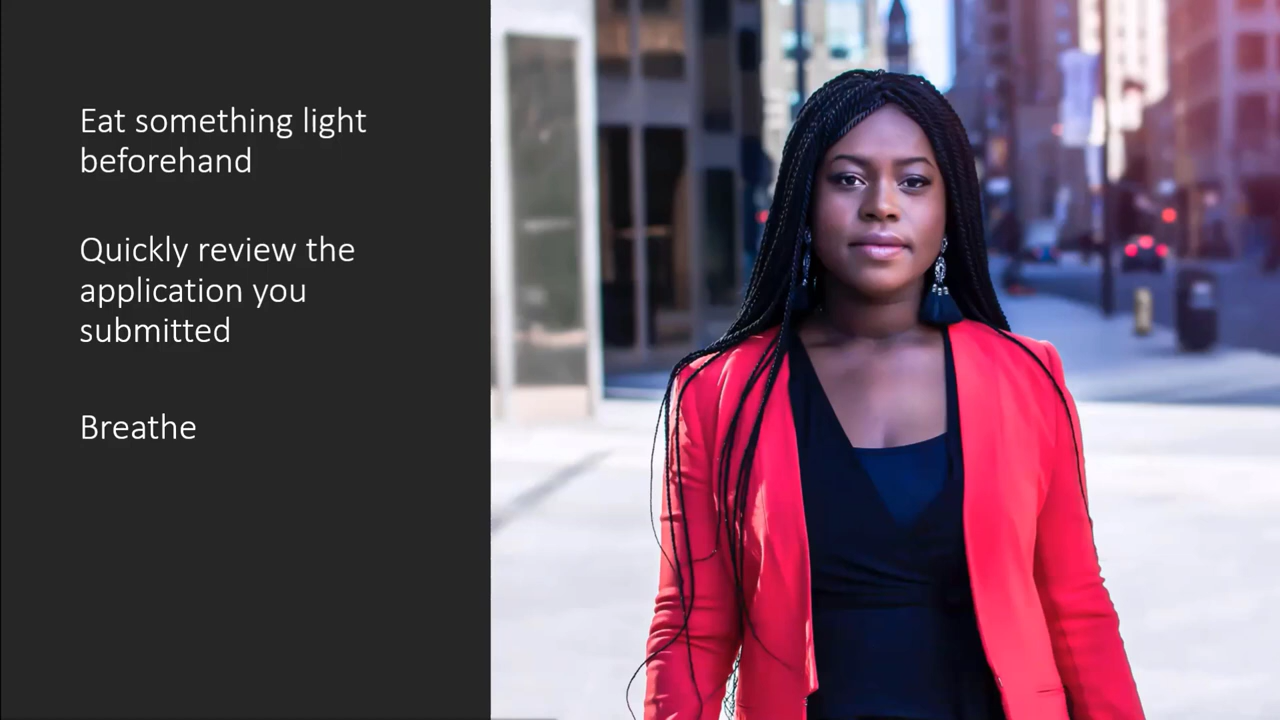 Eat something light
beforehand
Quickly review the
application you
submitted
Breathe